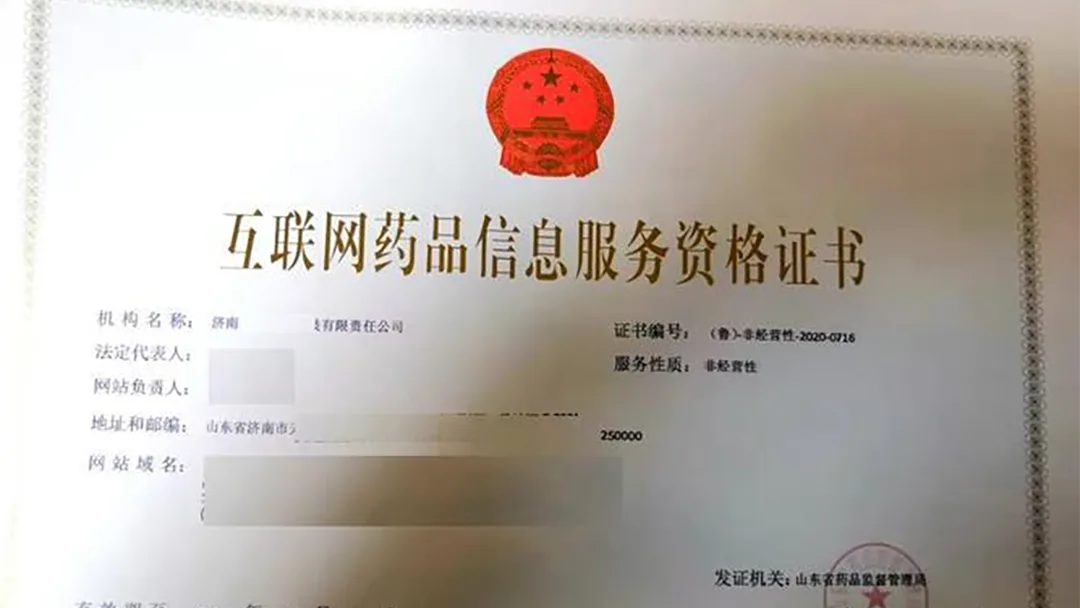 互联网药品信息服务资格证书
机构名称： 济南 有限责任公司
证书编号： （鲁）-非经营性-2020-0716
法定代表人：
服务性质： 非经营性
网站负责人：
地址和邮编： 山东省济南市 250000
网站域名：
发证机关：山东省药品监督管理局